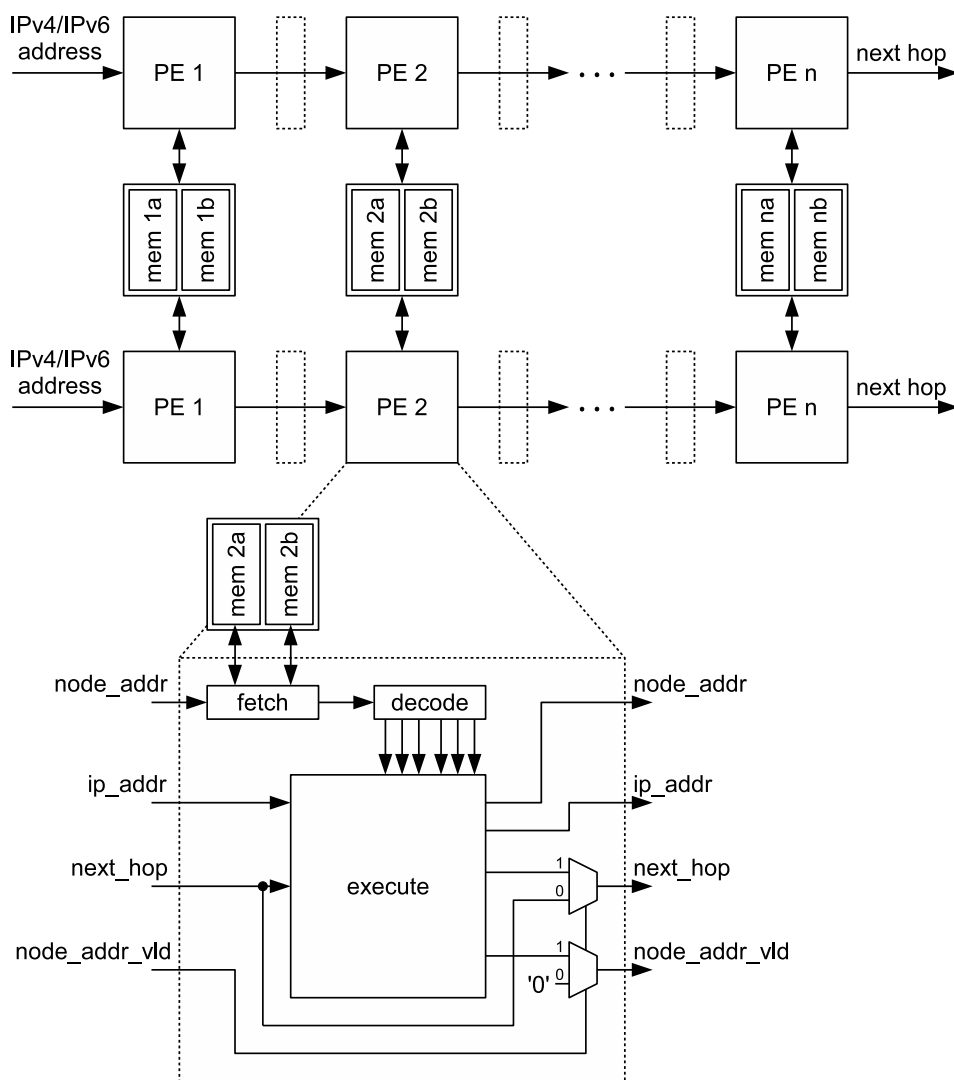 IPv4/IPv6
address
PE 1
PE 2
. . .
PE n
next hop
mem 1a
mem 1b
mem 2a
mem 2b
mem na
mem nb
IPv4/IPv6
address
PE 1
PE 2
. . .
PE n
next hop
mem 2a
mem 2b
node_addr
fetch
decode
node_addr
ip_addr
ip_addr
next_hop
execute
1
0
next_hop
node_addr_vld
1
0
'0'
node_addr_vld